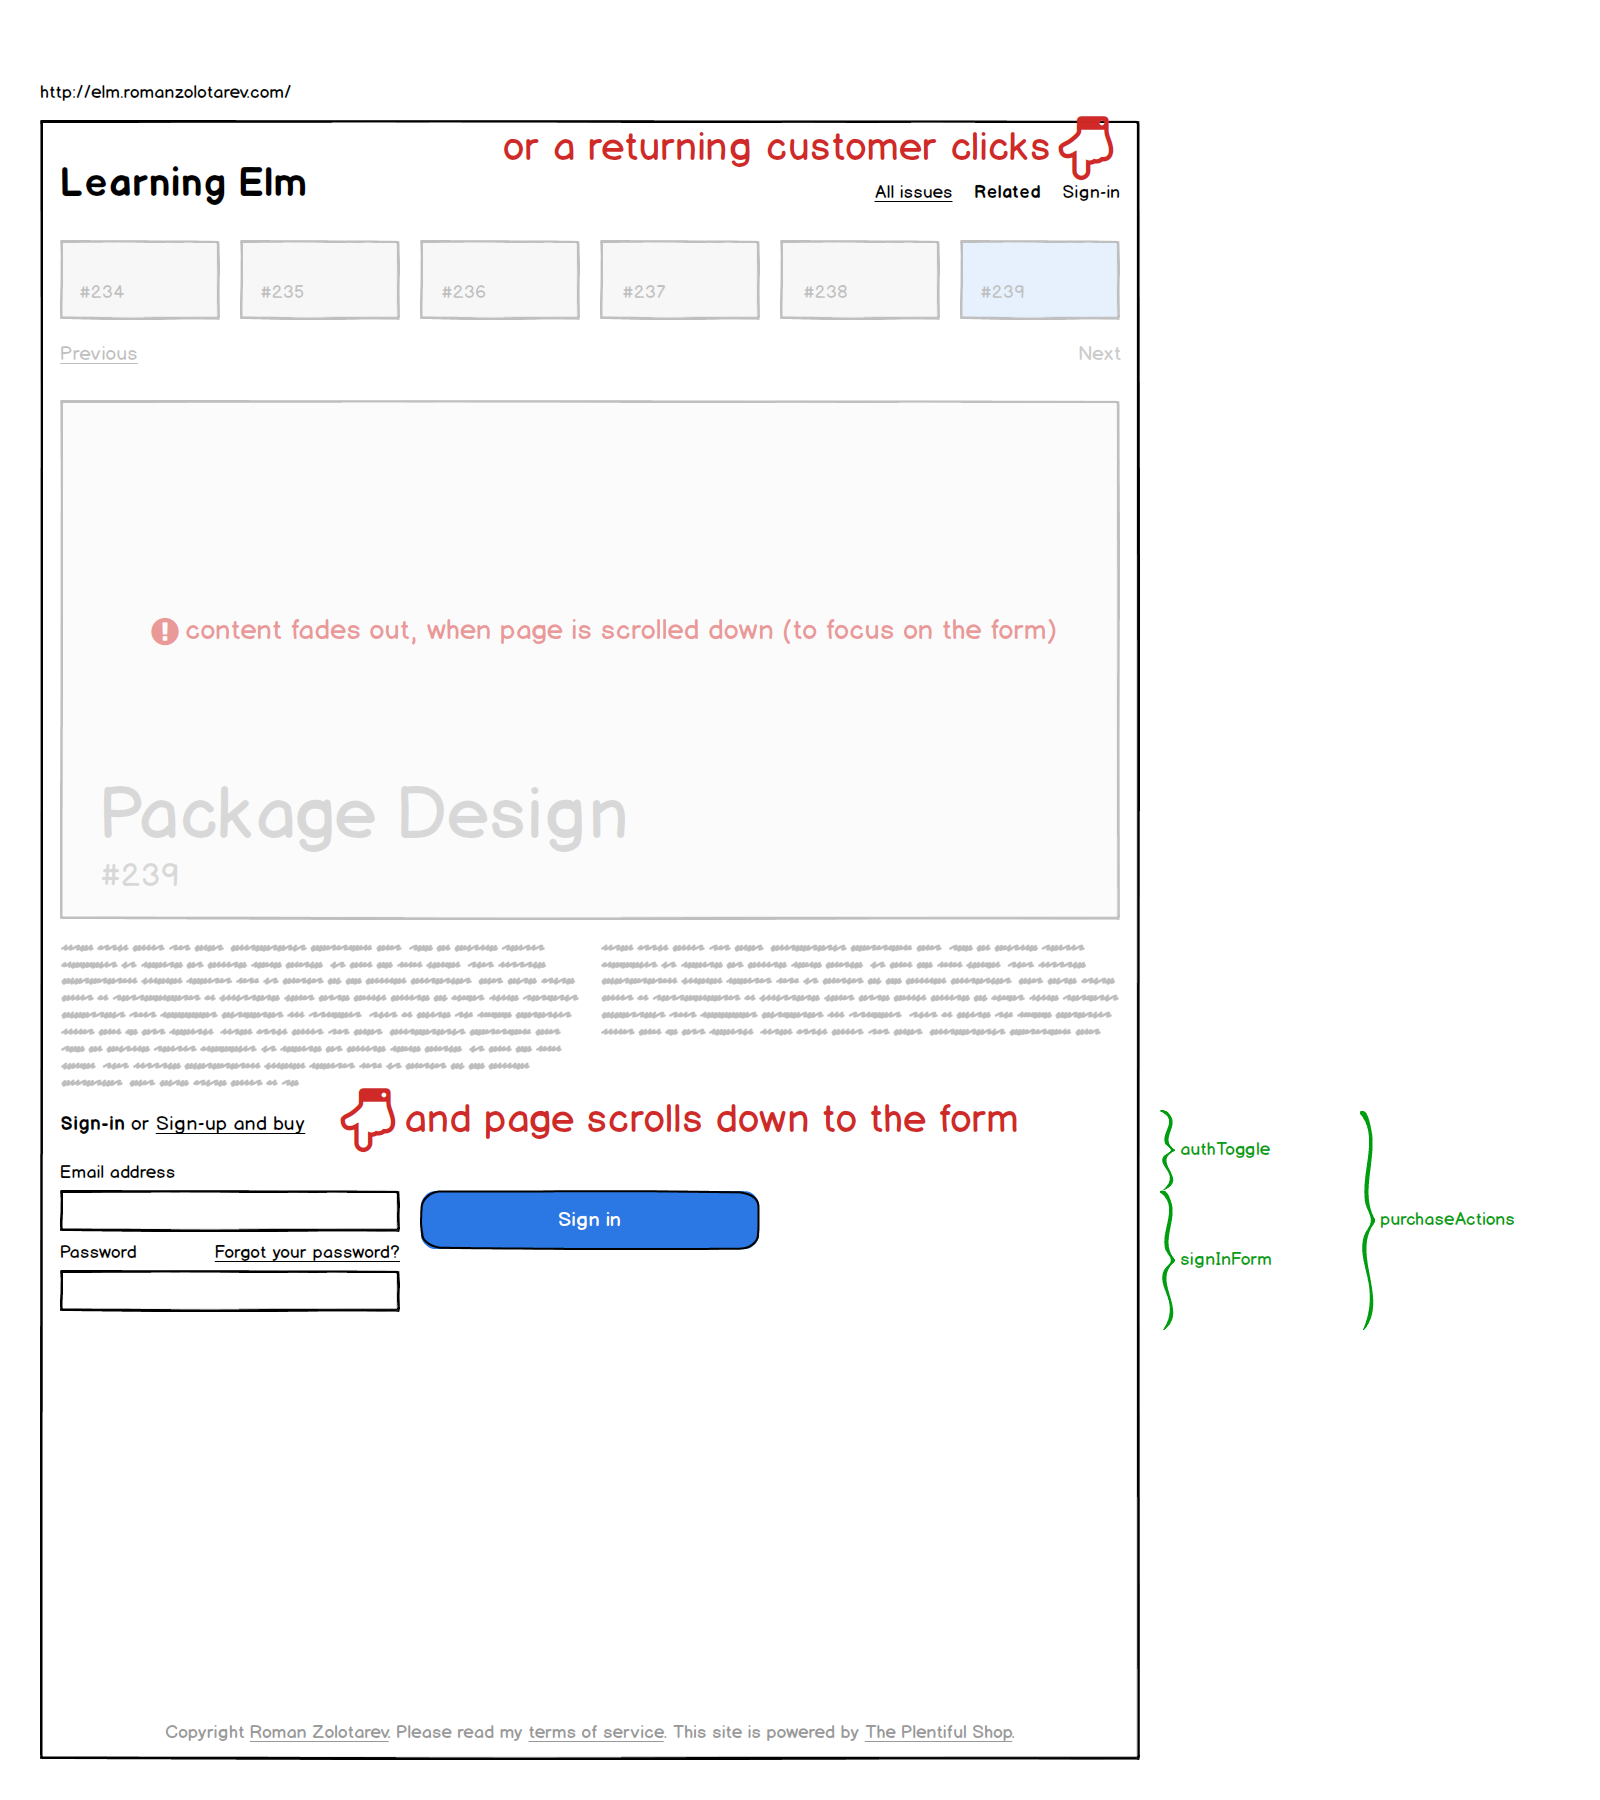 http://elm.romanzolotarev.com/
or a returning customer clicks
Learning Elm
All issues Related Sign-in
#234 #235 #236 #237 #238 #239
Previous Next
content fades out, when page is scrolled down (to focus on the form)
Package Design
#239
Sign-in or Sign-up and buy
and page scrolls down to the form
authToggle
Email address
Sign in
purchaseActions
Password Forgot your password?
signInForm
Copyright Roman Zolotarev. Please read my terms of service. This site is powered by The Plentiful Shop.